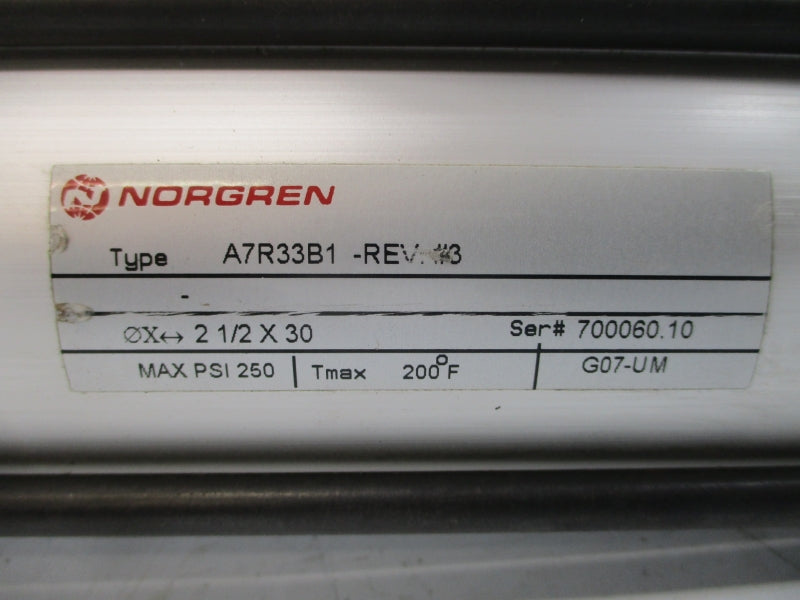 NORGREN
Type A7R33B1 -REV.#3
-
ØX↔ 2 1/2 X 30 Ser# 700060.10
MAX PSI 250 Tmax 200°F G07-UM